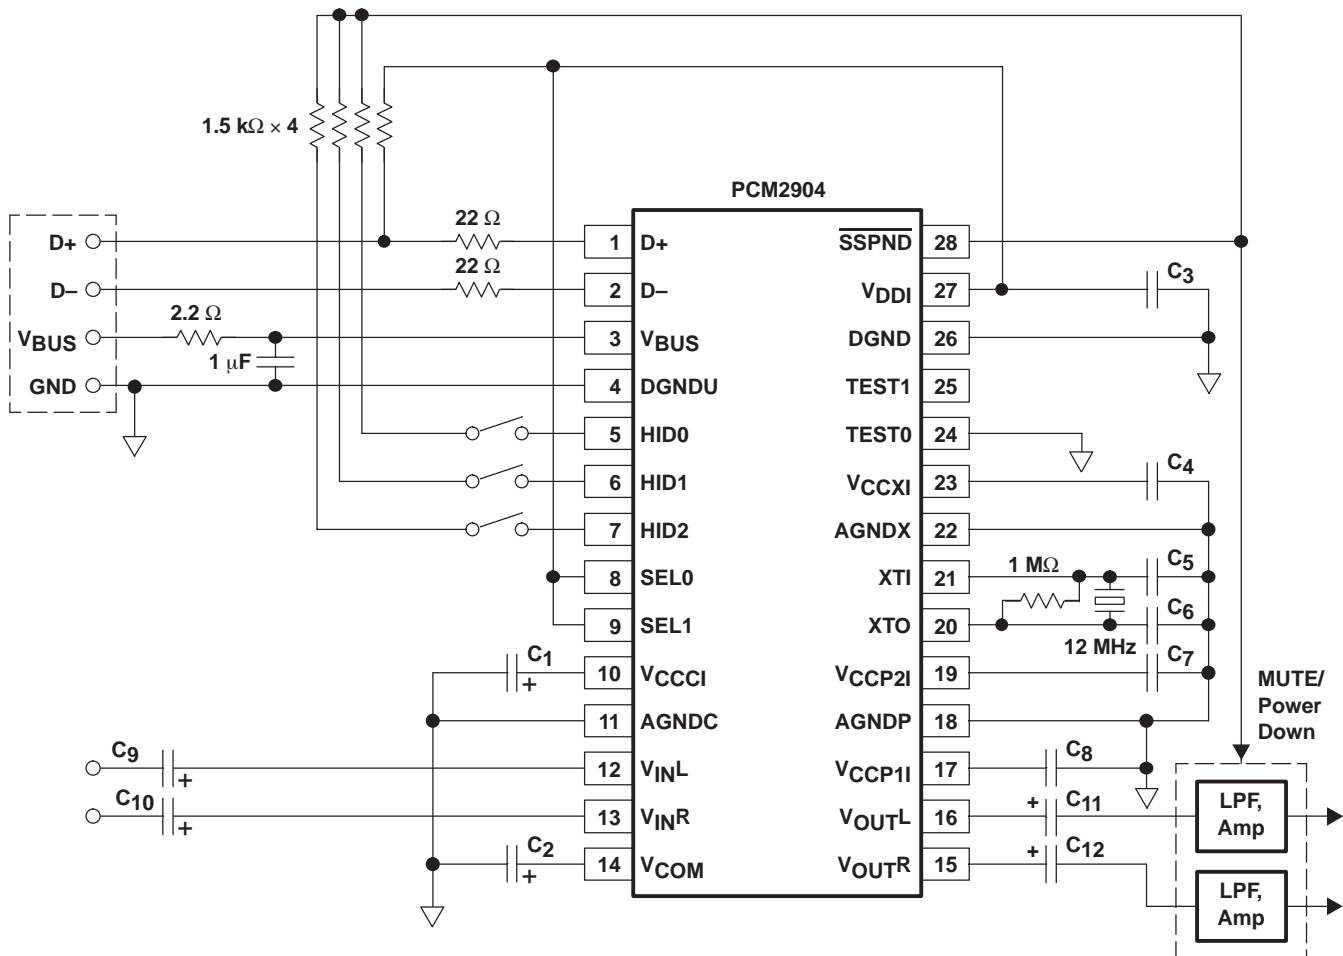 1.5 kΩ × 4
PCM2904
D+
D–
VBUS
GND
22 Ω
22 Ω
2.2 Ω
1 μF
1 D+
2 D–
3 VBUS
4 DGNDU
5 HID0
6 HID1
7 HID2
8 SEL0
9 SEL1
10 VCCCI
11 AGNDC
12 VINL
13 VINR
14 VCOM
SSPND 28
VDDI 27
DGND 26
TEST1 25
TEST0 24
VCCXI 23
AGNDX 22
XTI 21
XTO 20
VCCP2I 19
AGNDP 18
VCCP1I 17
VOUTL 16
VOUTR 15
C1
+
C9
+
C10
+
C2
+
C3
C4
1 MΩ
C5
C6
12 MHz
C7
C8
+ C11
+ C12
MUTE/
Power
Down
LPF,
Amp
LPF,
Amp